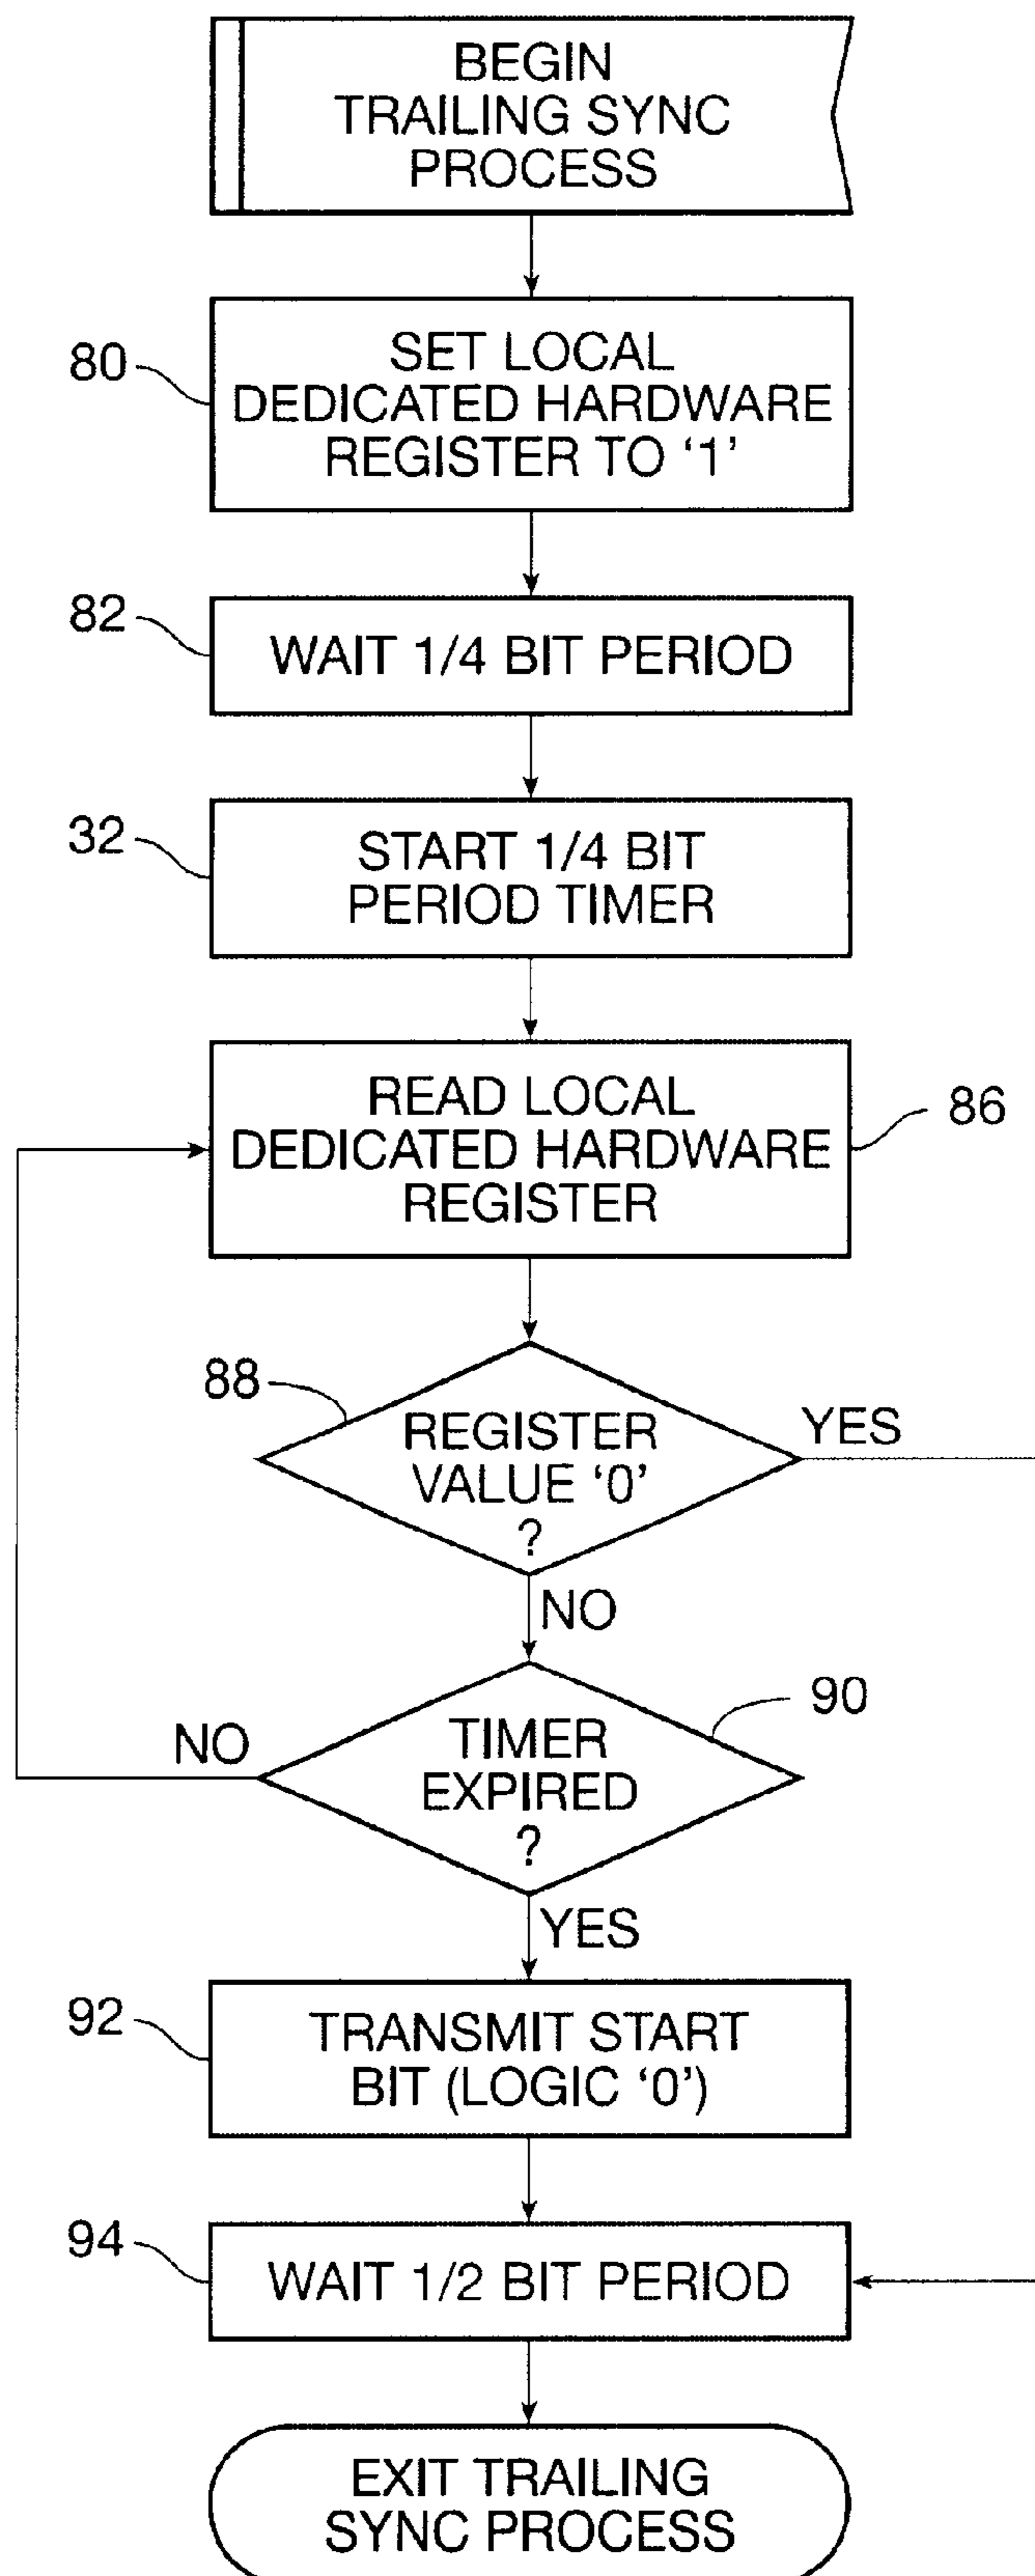 BEGIN
TRAILING SYNC
PROCESS
80
SET LOCAL
DEDICATED HARDWARE
REGISTER TO ‘1’
82
WAIT 1/4 BIT PERIOD
32
START 1/4 BIT
PERIOD TIMER
READ LOCAL
DEDICATED HARDWARE
REGISTER
86
88
REGISTER
VALUE ‘0’
?
YES
NO
90
TIMER
EXPIRED
?
NO
YES
92
TRANSMIT START
BIT (LOGIC ‘0’)
94
WAIT 1/2 BIT PERIOD
EXIT TRAILING
SYNC PROCESS